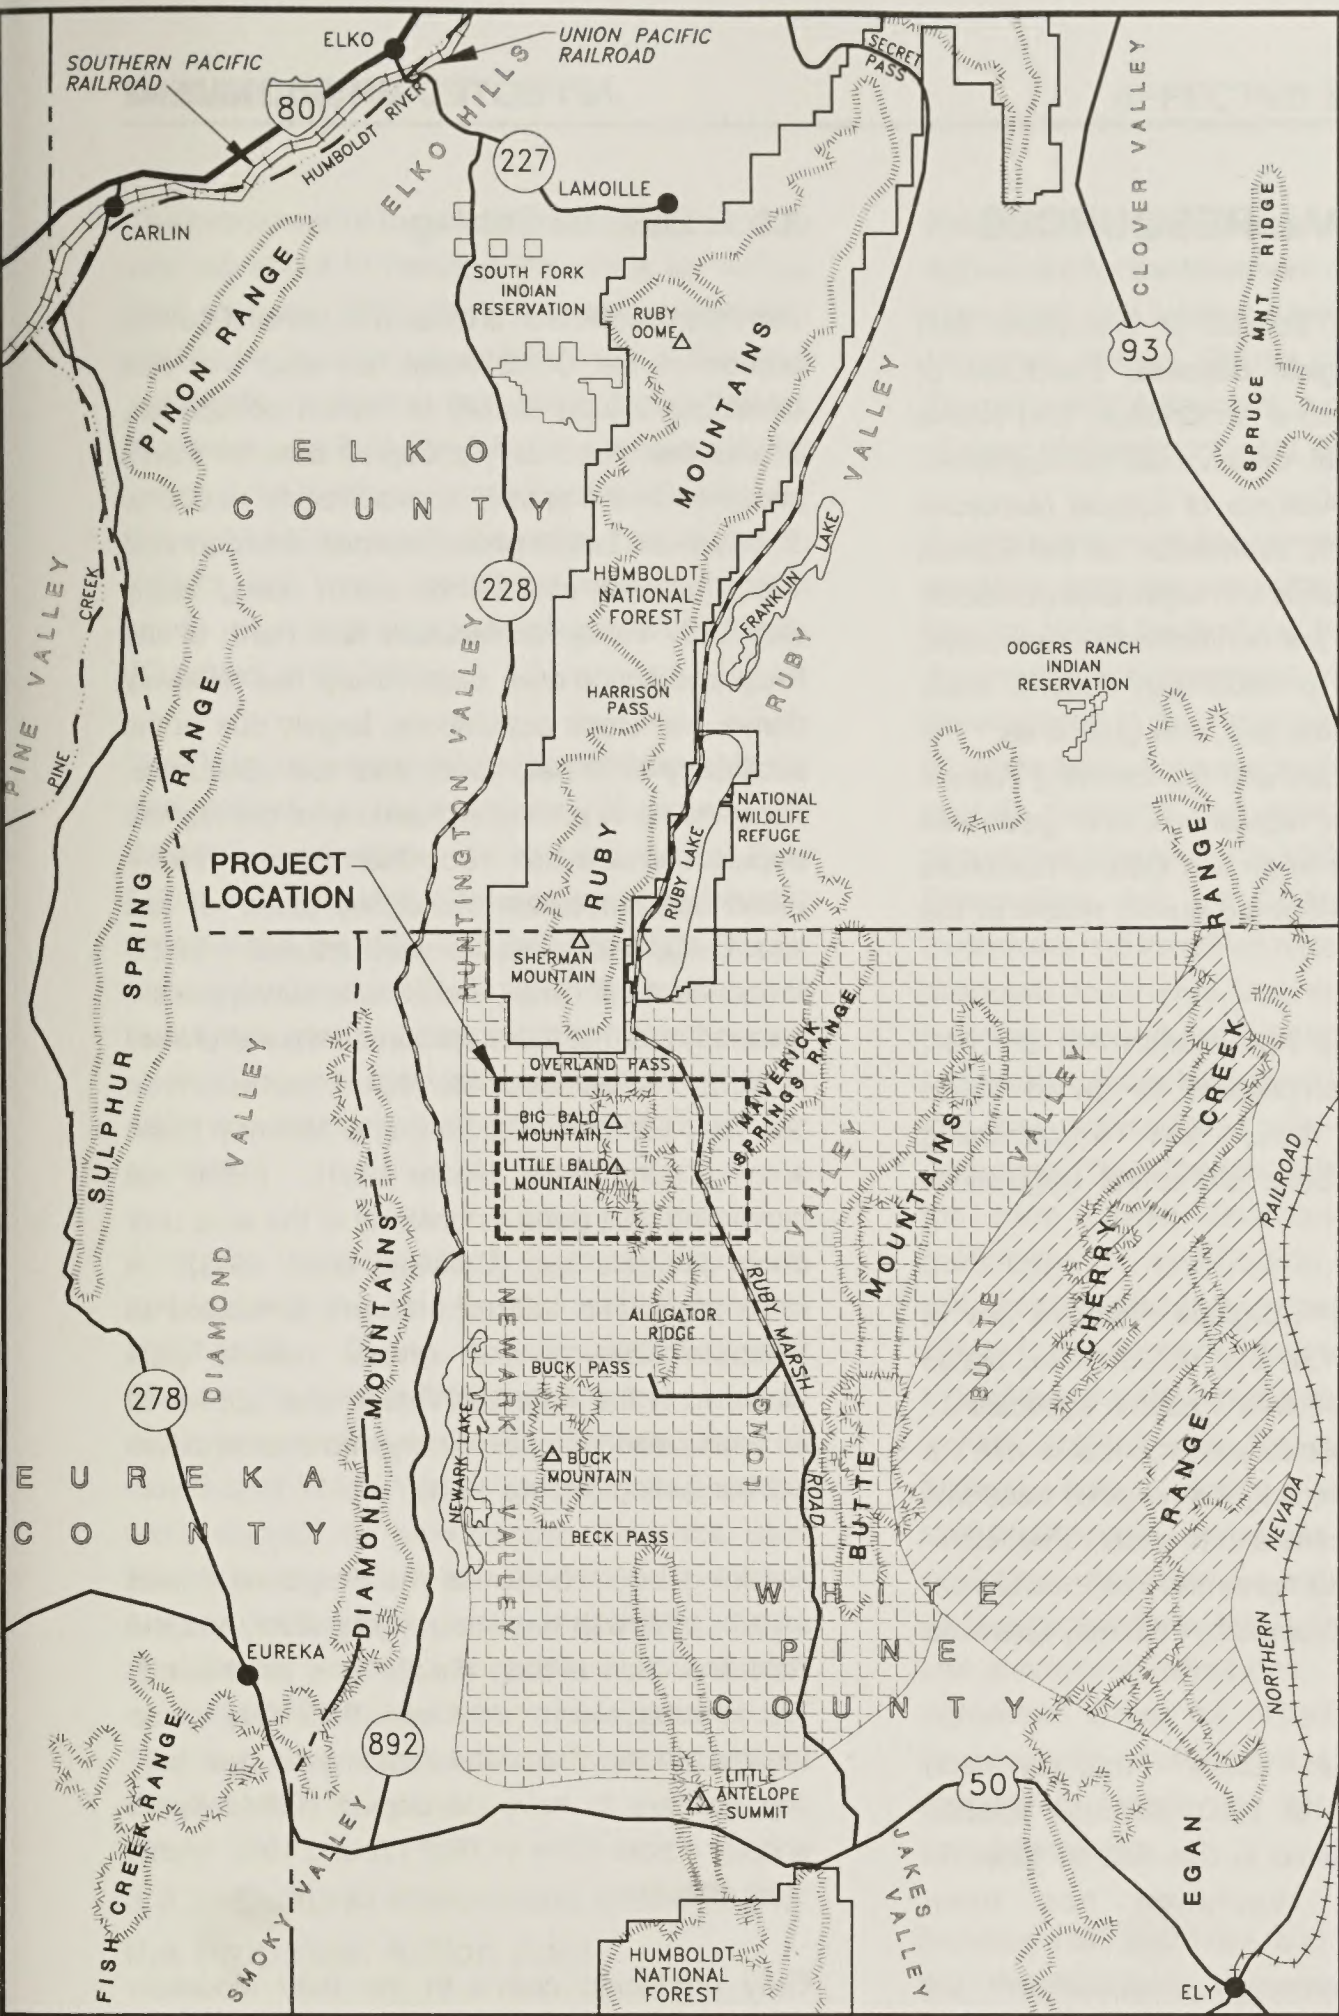 ELKO
UNION PACIFIC
RAILROAD
SOUTHERN PACIFIC
RAILROAD
80
HUMBOLDT RIVER
ELKO HILLS
SECRET
PASS
CLOVER VALLEY
227
LAMOILLE
CARLIN
SPRUCE MNT RIDGE
PINON RANGE
SOUTH FORK
INDIAN
RESERVATION
RUBY
DOME
MOUNTAINS
93
RUBY VALLEY
ELKO
COUNTY
FRANKLIN LAKE
PINE VALLEY
PINE CREEK
228
HUMBOLDT
NATIONAL
FOREST
OOGERS RANCH
INDIAN
RESERVATION
HUNTINGTON VALLEY
HARRISON
PASS
SULPHUR SPRING RANGE
NATIONAL
WILDLIFE
REFUGE
RUBY LAKE
RUBY
PROJECT
LOCATION
SHERMAN
MOUNTAIN
CHERRY CREEK RANGE
OVERLAND PASS
MAVERICK
SPRINGS RANGE
BIG BALD
MOUNTAIN
LITTLE BALD
MOUNTAIN
DIAMOND VALLEY
DIAMOND MOUNTAINS
LONG VALLEY
BUTTE MOUNTAINS
BUTTE VALLEY
RAILROAD
NEWARK VALLEY
ALLIGATOR
RIDGE
RUBY MARSH
ROAD
BUCK PASS
278
NEWARK LAKE
BUCK
MOUNTAIN
RANGE
EUREKA
COUNTY
DIAMOND
BECK PASS
NORTHERN NEVADA
WHITE
PINE
COUNTY
EUREKA
892
LITTLE
ANTELOPE
SUMMIT
50
FISH CREEK RANGE
SMOKY VALLEY
JAKES
VALLEY
EGAN
HUMBOLDT
NATIONAL
FOREST
ELY